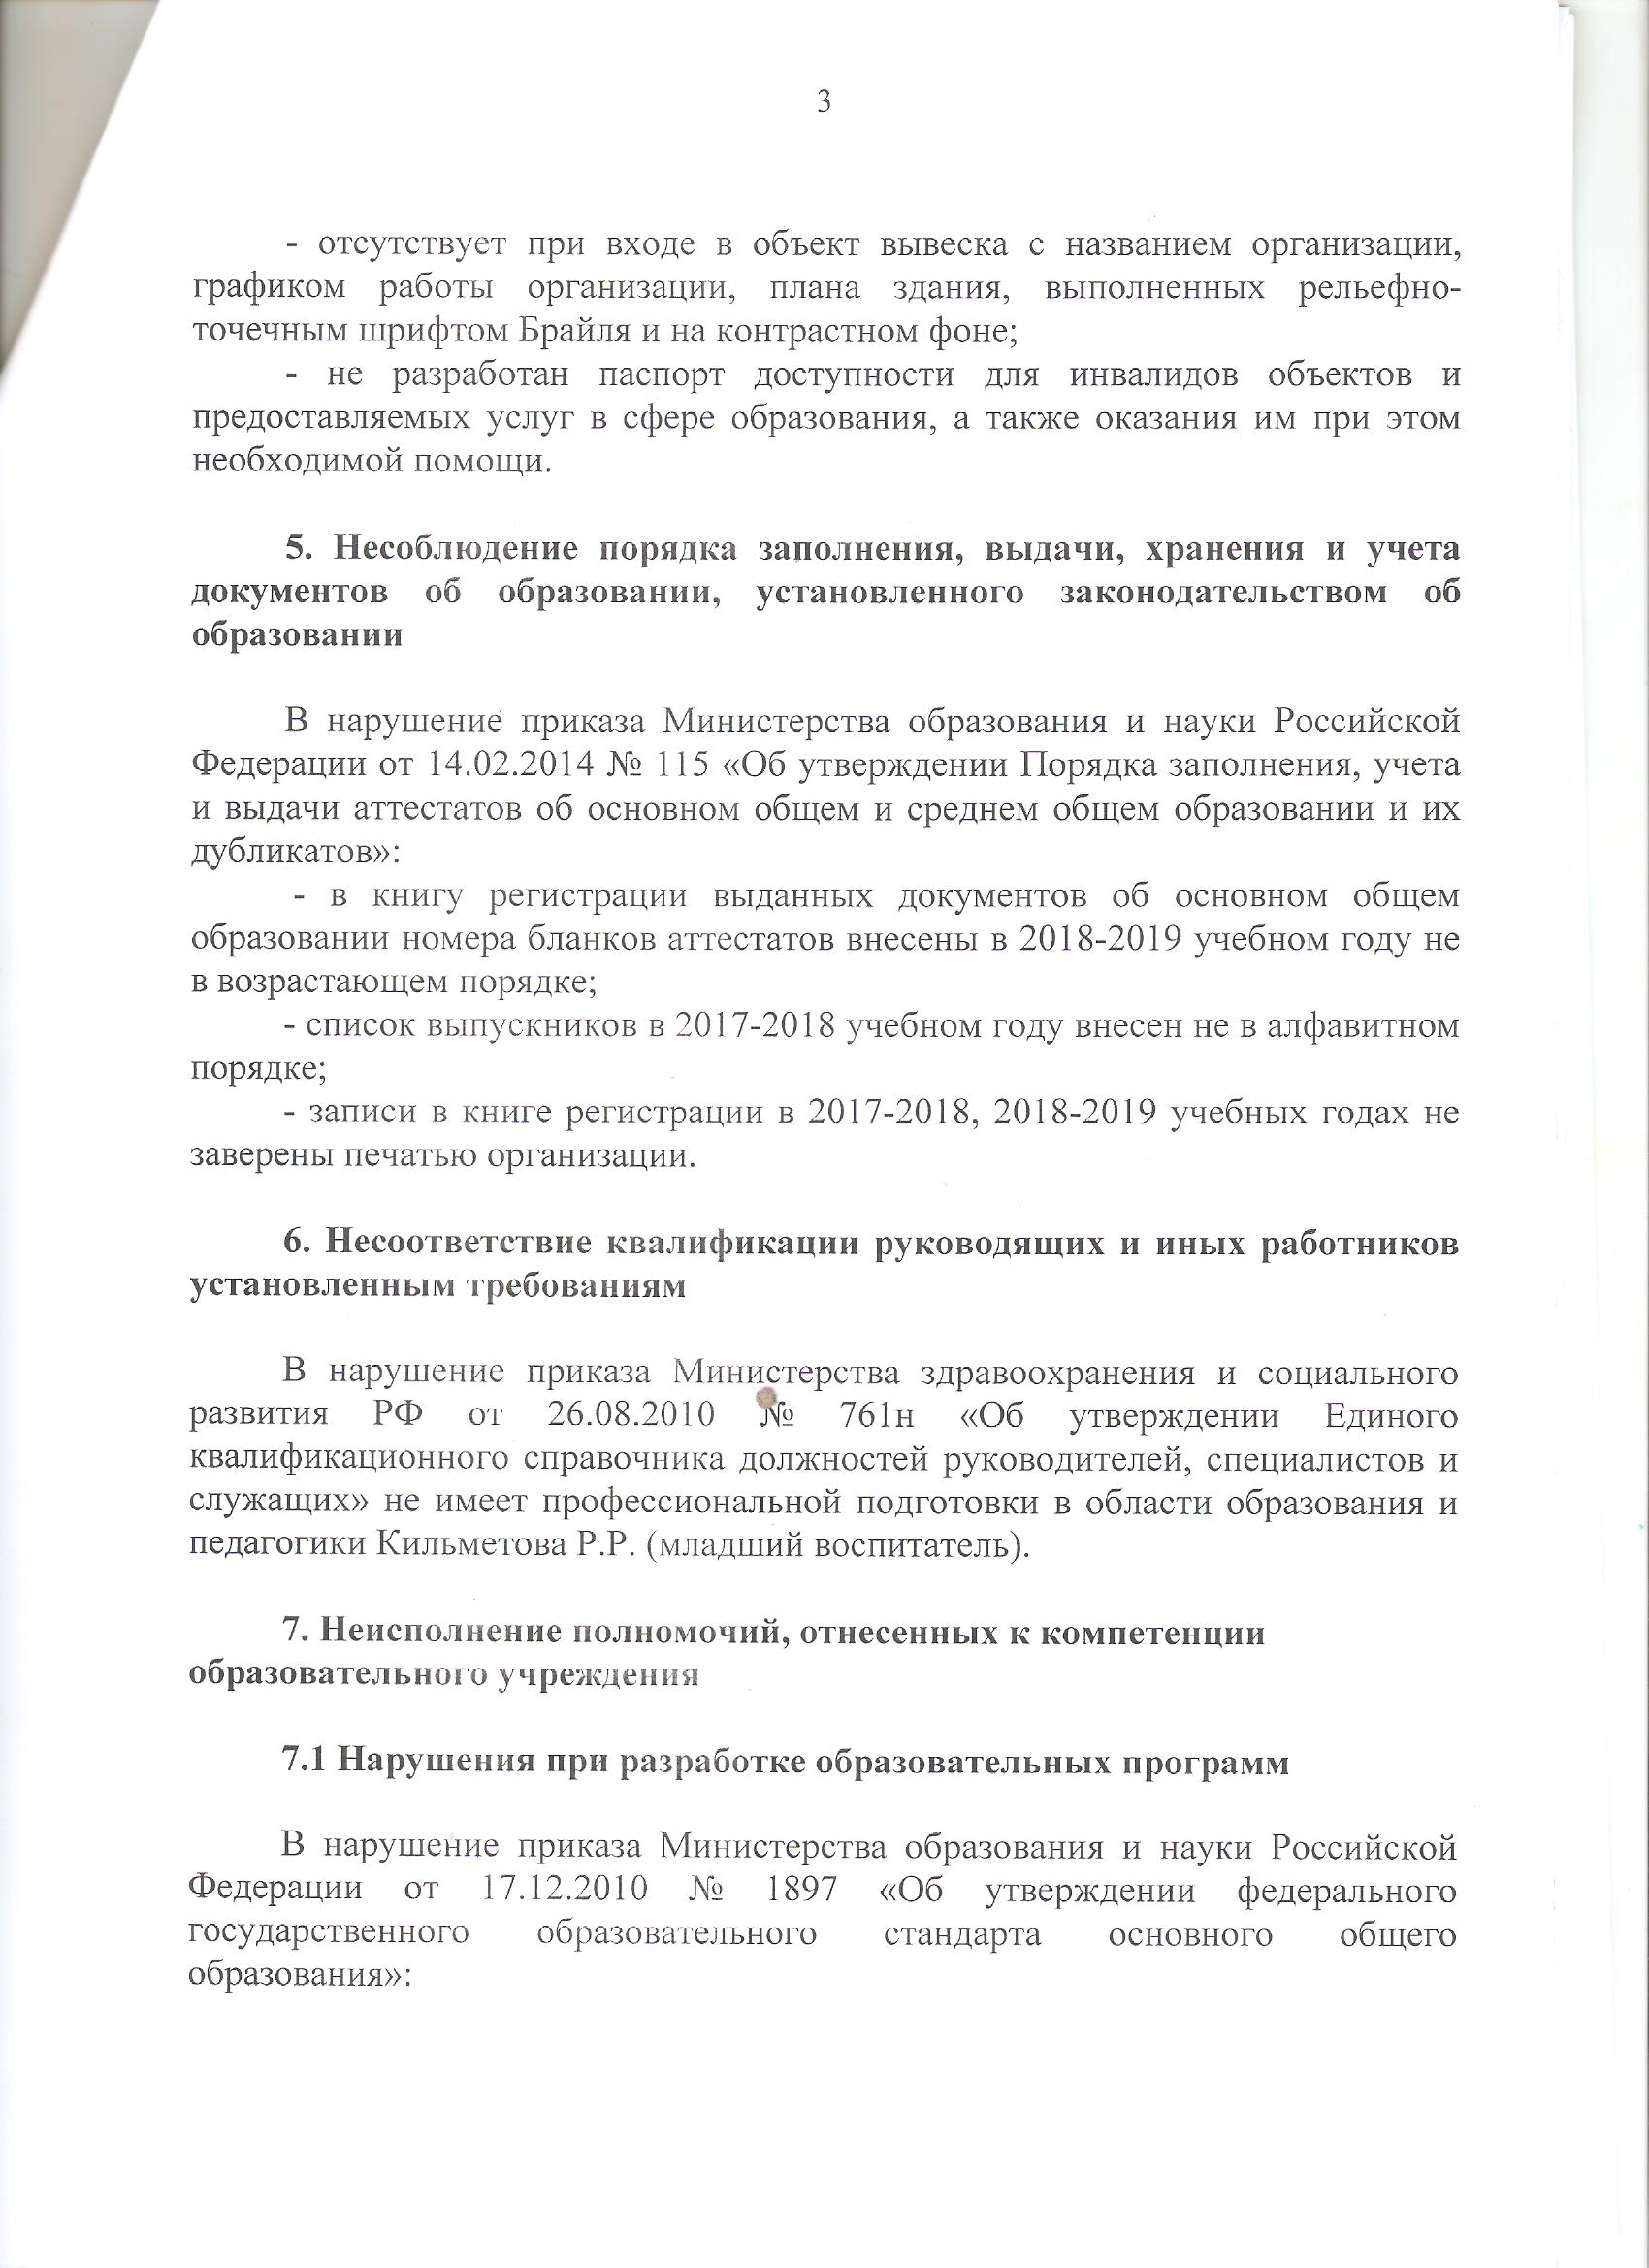 3
- отсутствует при входе в объект вывеска с названием организации,
графиком работы организации, плана здания, выполненных рельефно-
точечным шрифтом Брайля и на контрастном фоне;
- не разработан паспорт доступности для инвалидов объектов и
предоставляемых услуг в сфере образования, а также оказания им при этом
необходимой помощи.
5. Несоблюдение порядка заполнения, выдачи, хранения и учета
документов об образовании, установленного законодательством об
образовании
В нарушение приказа Министерства образования и науки Российской
Федерации от 14.02.2014 № 115 «Об утверждении Порядка заполнения, учета
и выдачи аттестатов об основном общем и среднем общем образовании и их
дубликатов»:
- в книгу регистрации выданных документов об основном общем
образовании номера бланков аттестатов внесены в 2018-2019 учебном году не
в возрастающем порядке;
- список выпускников в 2017-2018 учебном году внесен не в алфавитном
порядке;
- записи в книге регистрации в 2017-2018, 2018-2019 учебных годах не
заверены печатью организации.
6. Несоответствие квалификации руководящих и иных работников
установленным требованиям
В нарушение приказа Министерства здравоохранения и социального
развития РФ от 26.08.2010 № 761н «Об утверждении Единого
квалификационного справочника должностей руководителей, специалистов и
служащих» не имеет профессиональной подготовки в области образования и
педагогики Кильметова Р.Р. (младший воспитатель).
7. Неисполнение полномочий, отнесенных к компетенции
образовательного учреждения
7.1 Нарушения при разработке образовательных программ
В нарушение приказа Министерства образования и науки Российской
Федерации от 17.12.2010 № 1897 «Об утверждении федерального
государственного образовательного стандарта основного общего
образования»: